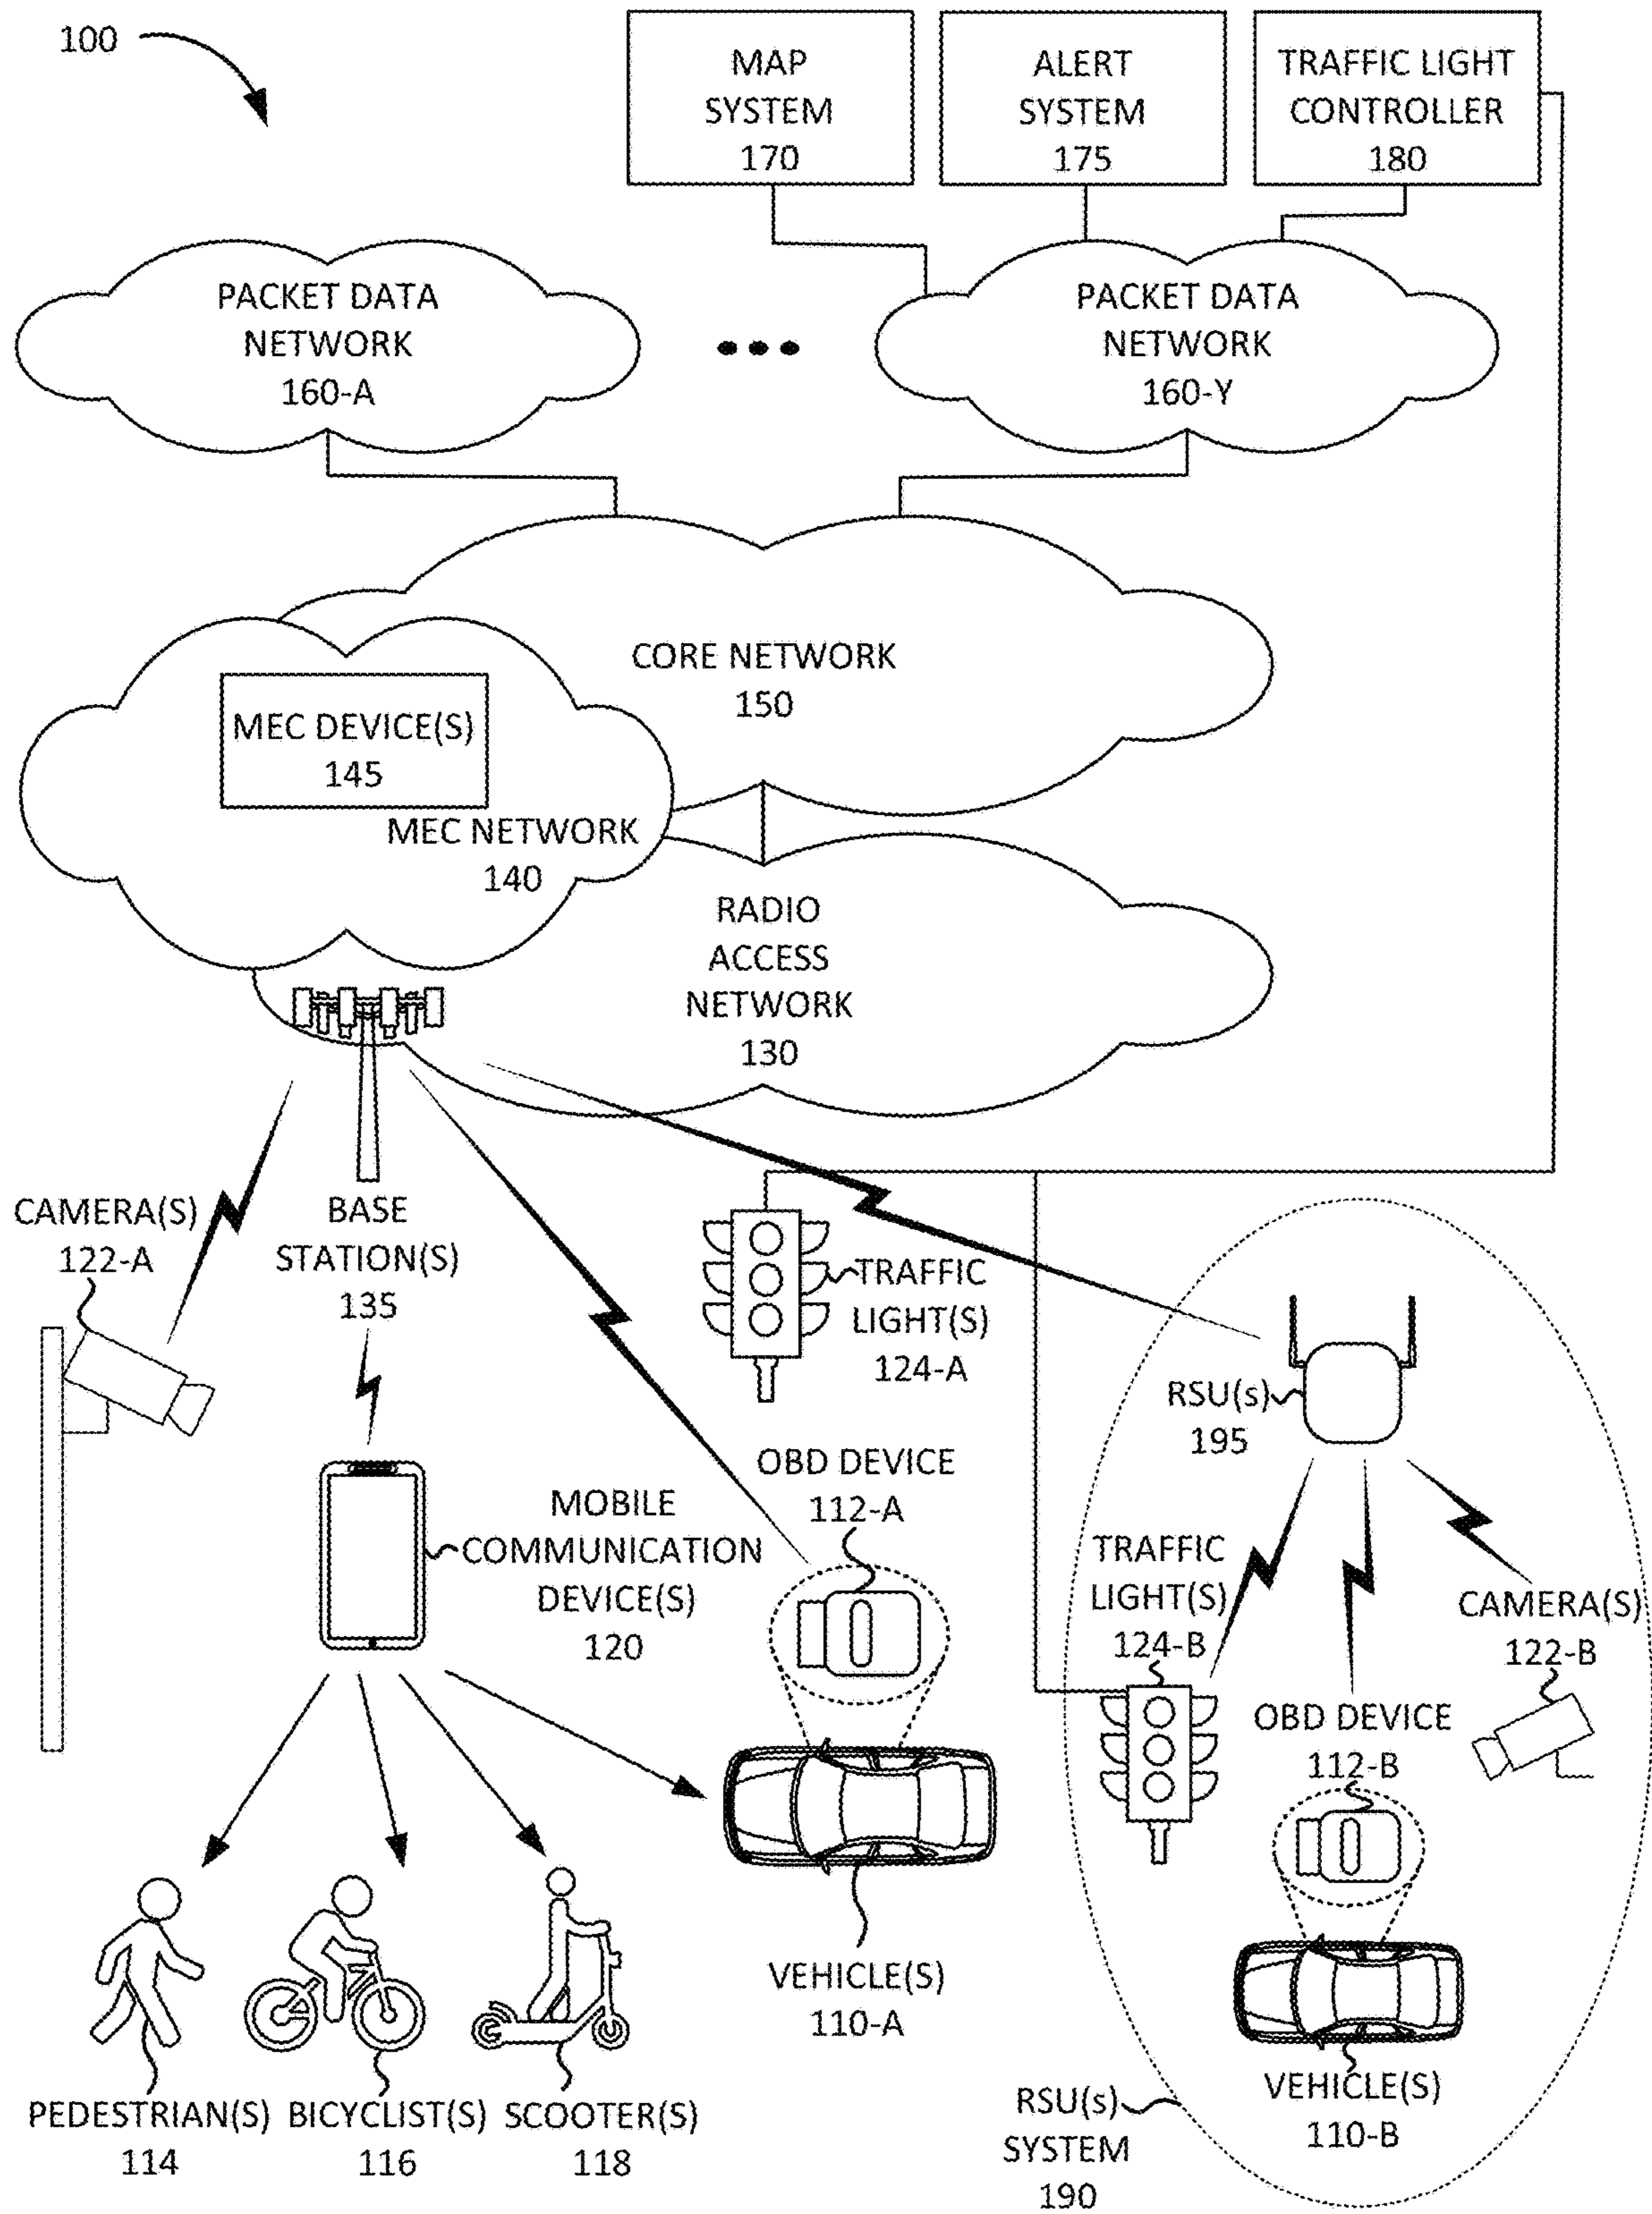 100
MAP
SYSTEM
170
ALERT
SYSTEM
175
TRAFFIC LIGHT
CONTROLLER
180
PACKET DATA
NETWORK
160-A
PACKET DATA
NETWORK
160-Y
CORE NETWORK
150
MEC DEVICE(S)
145
MEC NETWORK
140
RADIO
ACCESS
NETWORK
130
CAMERA(S)
122-A
BASE
STATION(S)
135
TRAFFIC
LIGHT(S)
124-A
RSU(s)
195
OBD DEVICE
112-A
MOBILE
COMMUNICATION
DEVICE(S)
120
TRAFFIC
LIGHT(S)
124-B
CAMERA(S)
122-B
OBD DEVICE
112-B
VEHICLE(S)
110-A
VEHICLE(S)
110-B
PEDESTRIAN(S)
114
BICYCLIST(S)
116
SCOOTER(S)
118
RSU(s)
SYSTEM
190